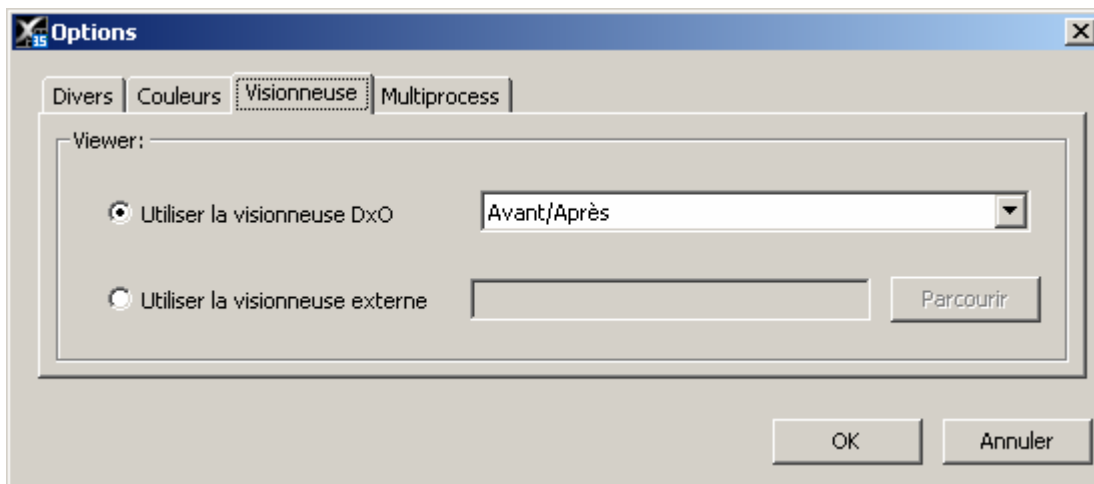 35 Options
Divers Couleurs Visionneuse Multiprocess
Viewer:
Utiliser la visionneuse DxO Avant/Après
Utiliser la visionneuse externe Parcourir
OK Annuler